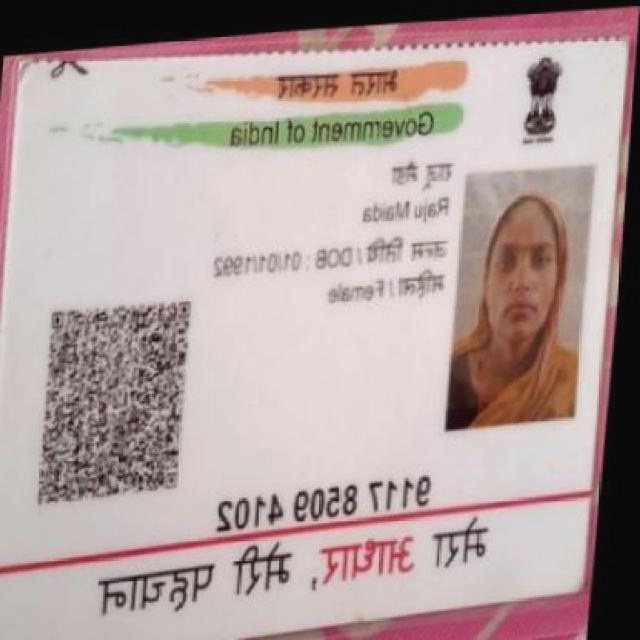 भारत सरकार
Government of India
राजू मैडा
Raju Maida
जन्म तिथि / DOB : 01/01/1992
महिला / Female
9117 8509 4102
मेरा आधार, मेरी पहचान